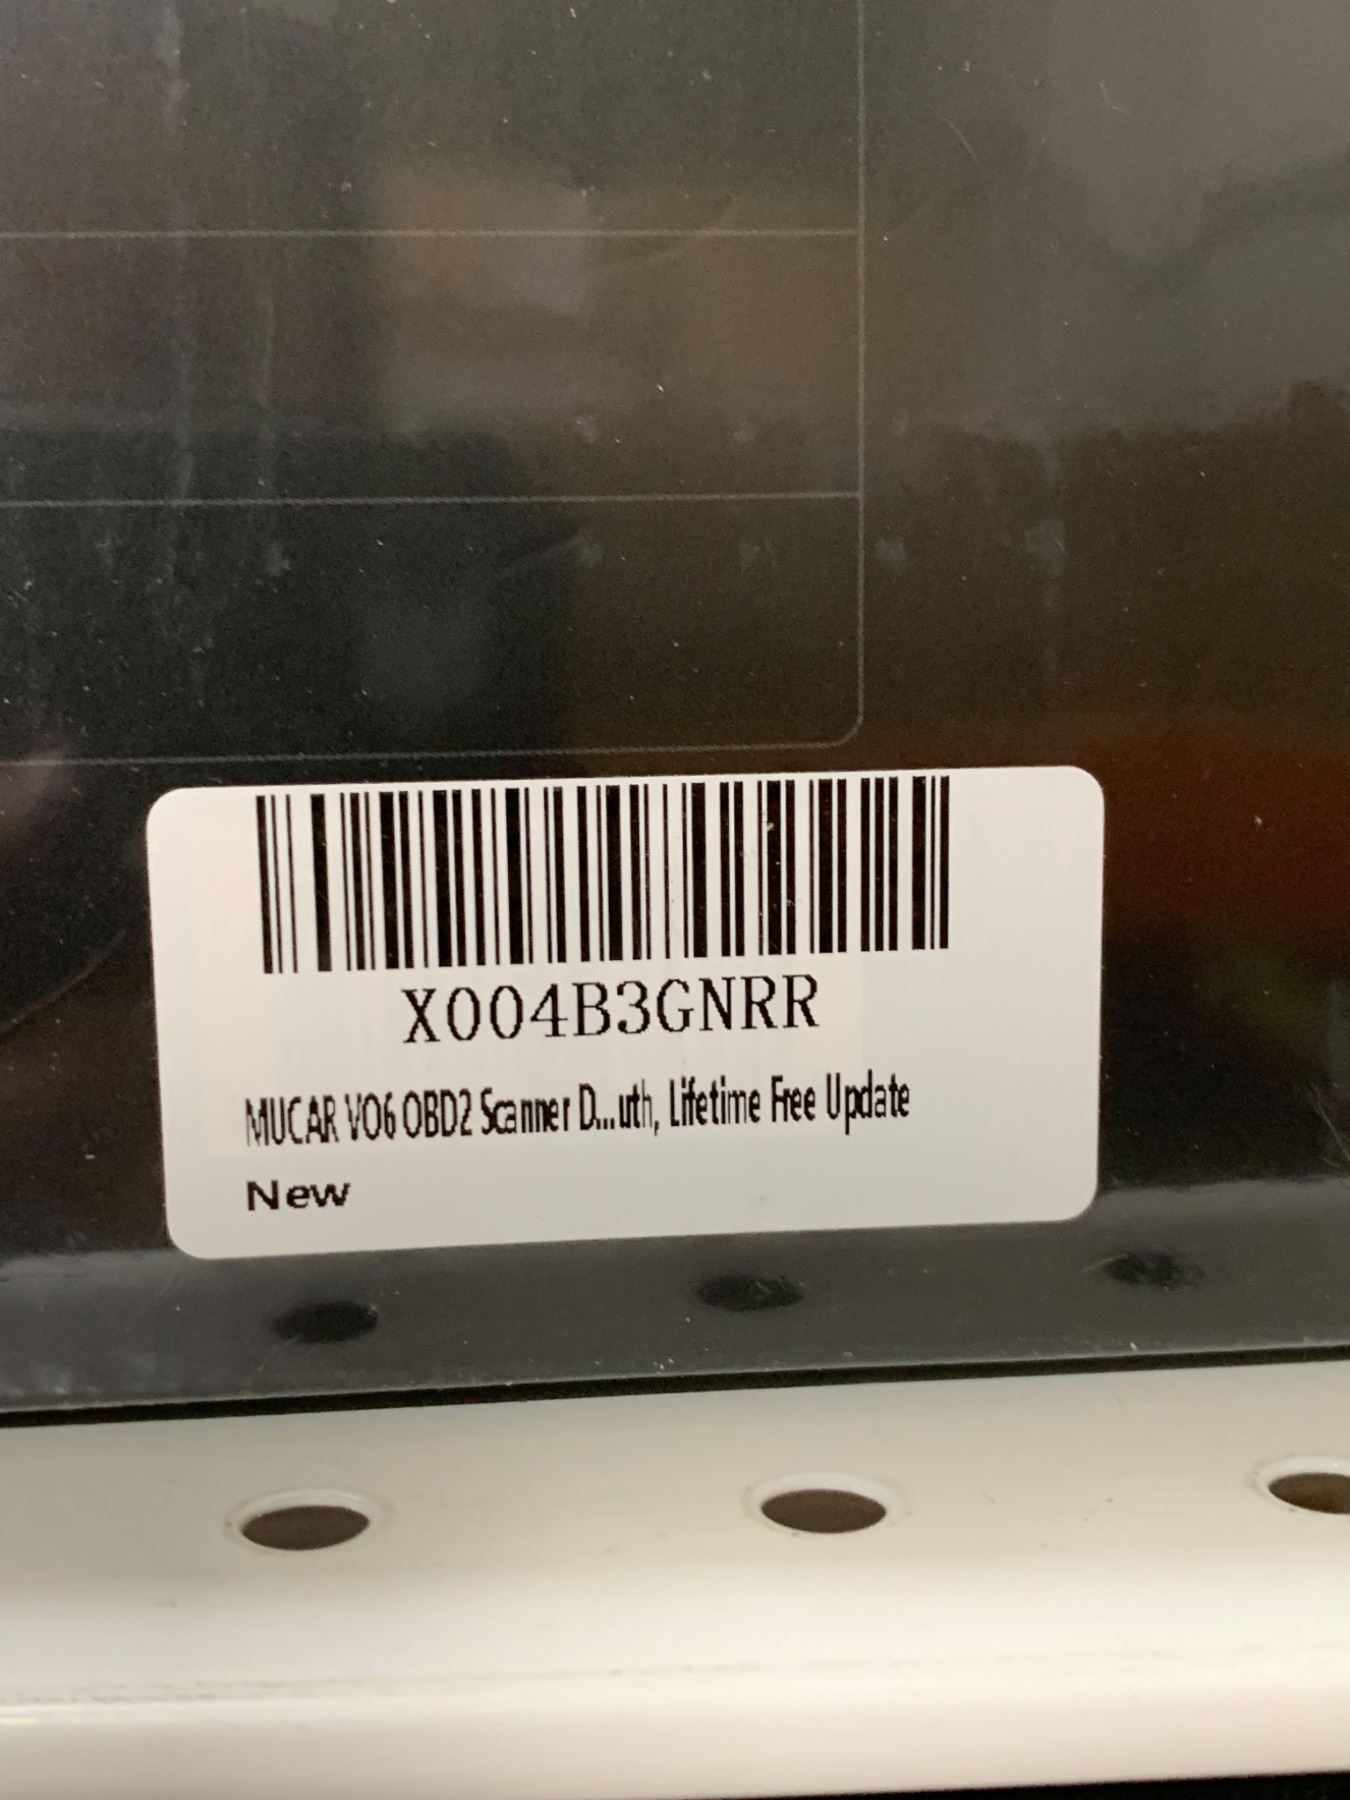 X004B3GNRR
MUCAR VO6 OBD2 Scanner D...uth, Lifetime Free Update
New